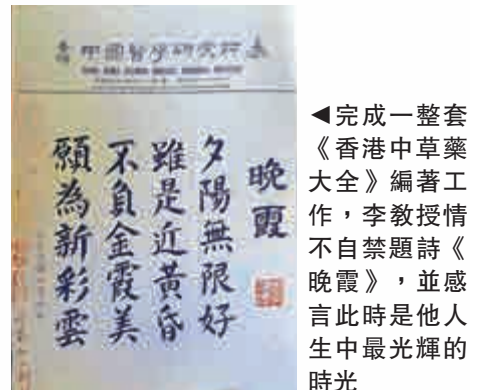 中國醫學研究所
晚霞
夕陽無限好
雖是近黃昏
不負金霞美
願為新彩雲
◀完成一整套
《香港中草藥
大全》編著工
作,李教授情
不自禁題詩《
晚霞》,並感
言此時是他人
生中最光輝的
時光